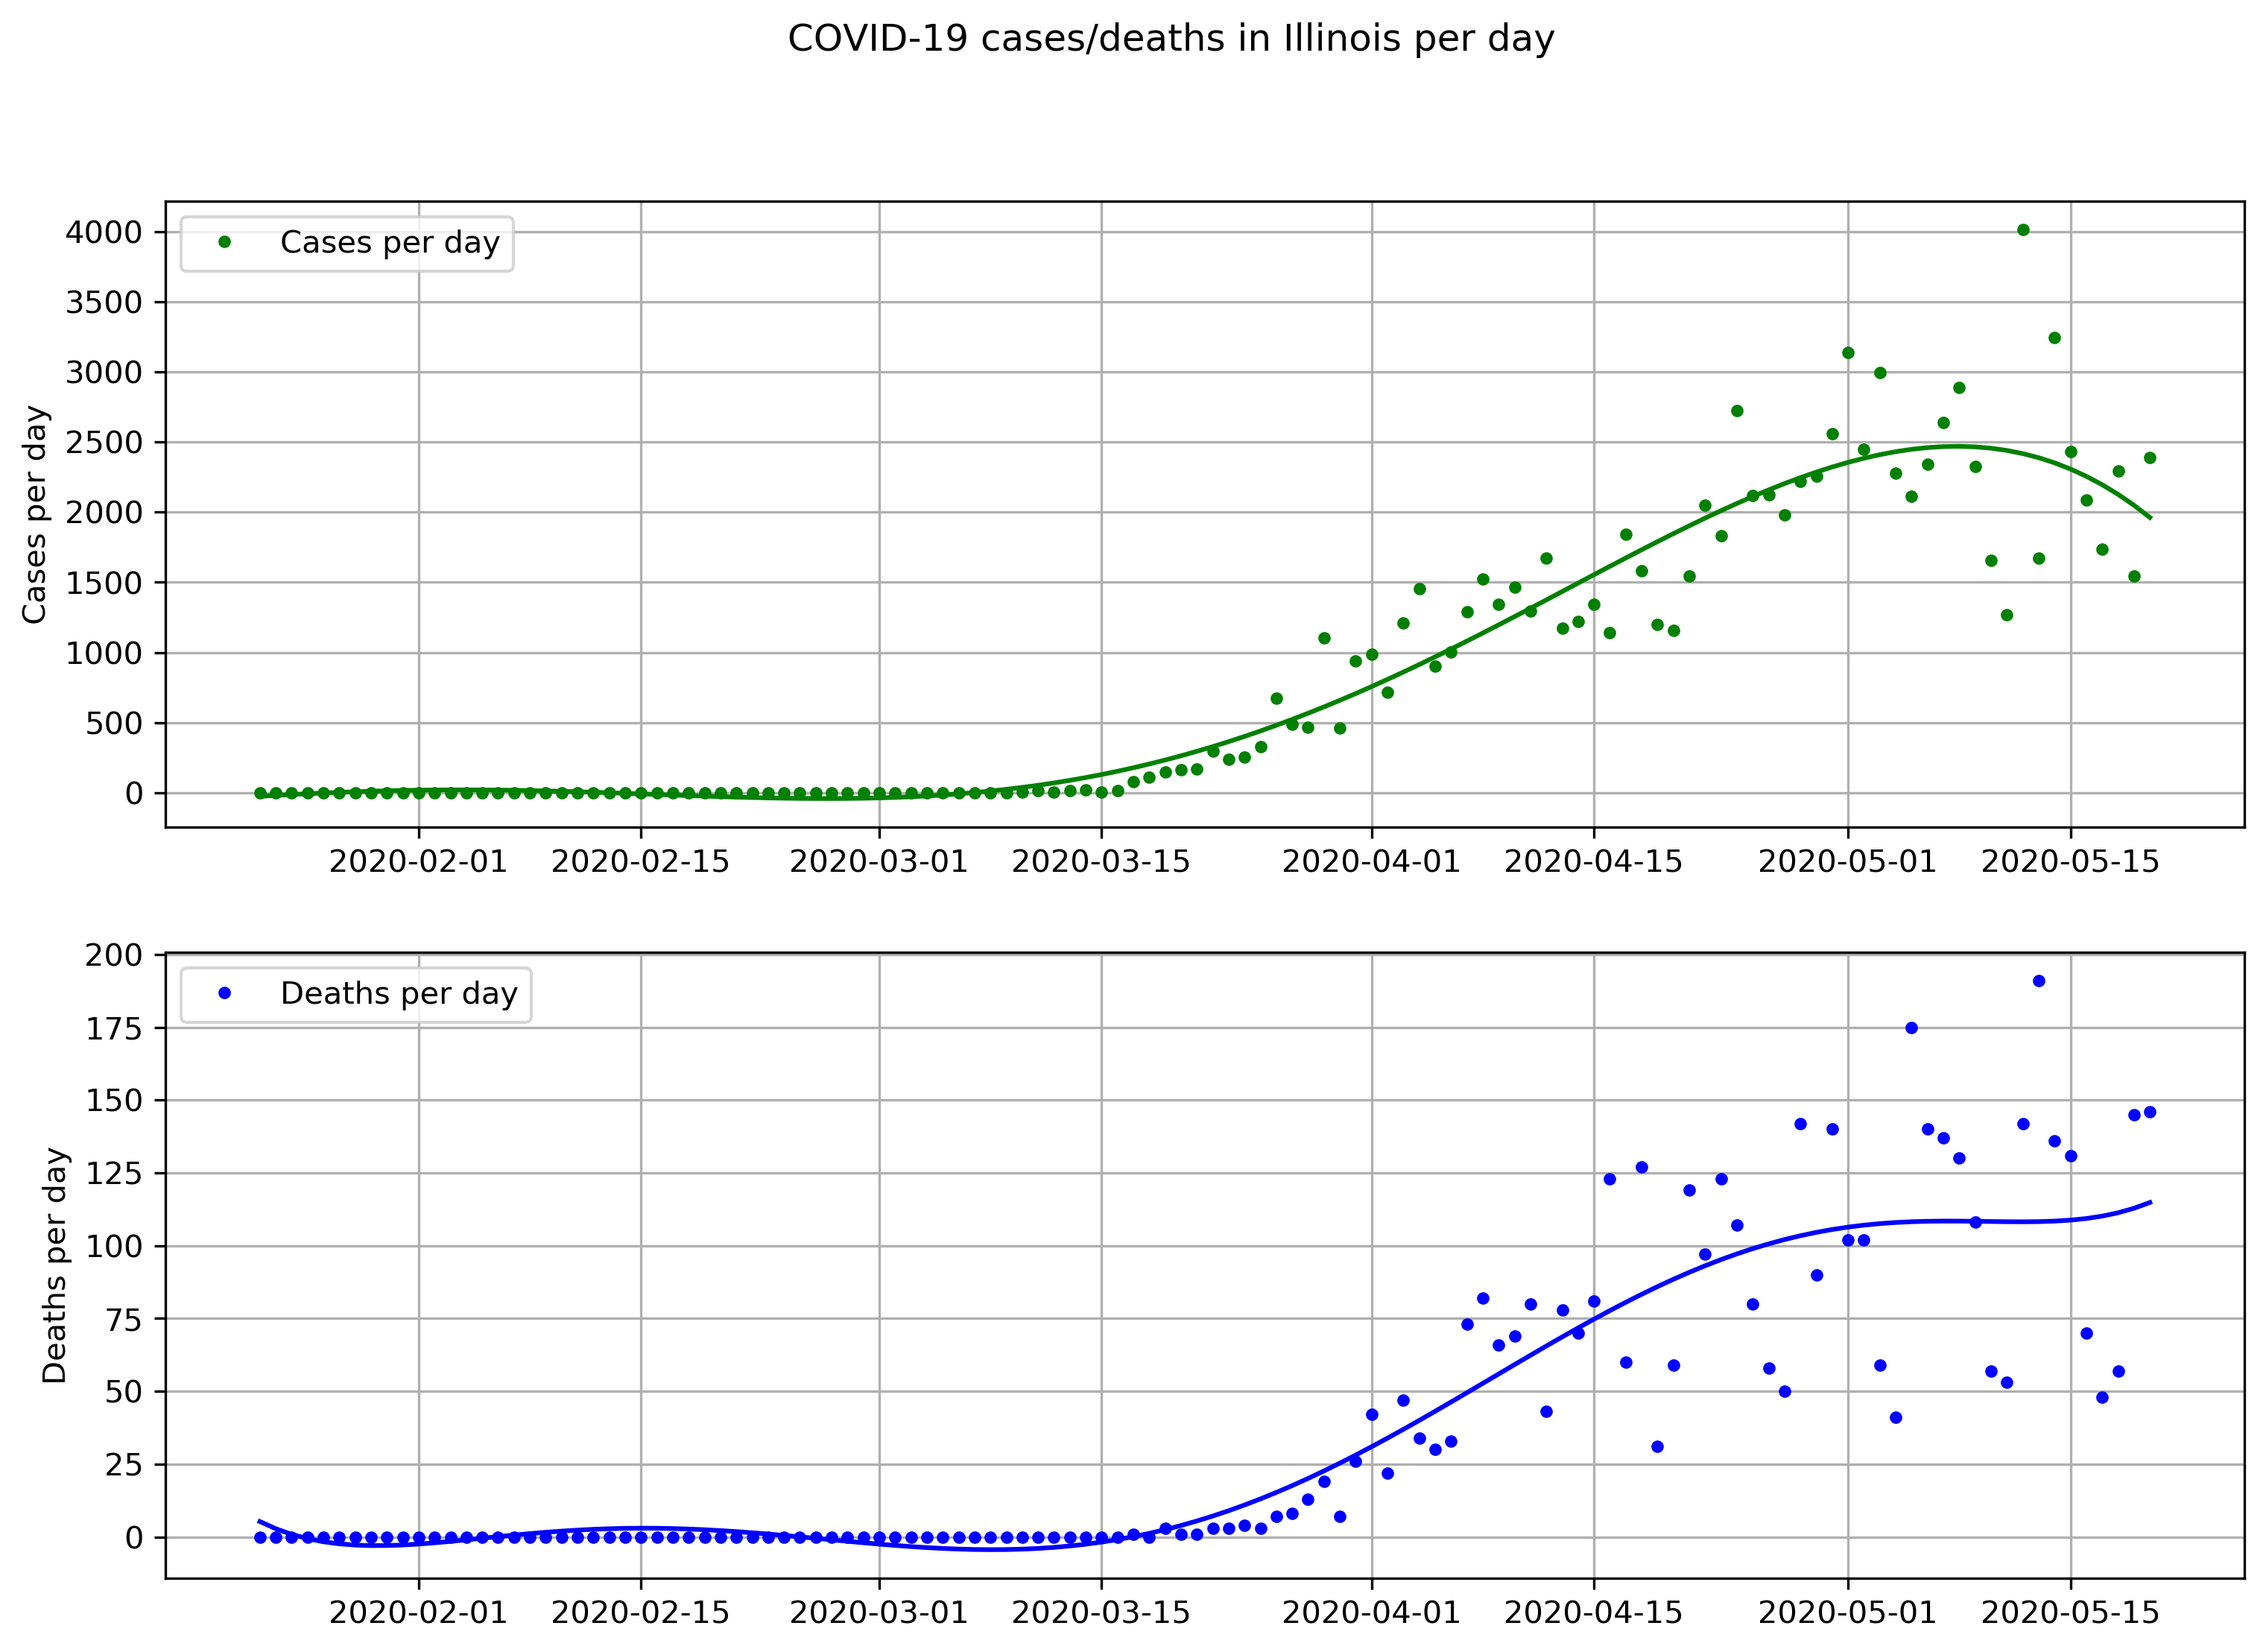 COVID-19 cases/deaths in Illinois per day
Cases per day
4000
3500
3000
2500
2000
1500
1000
500
0
Cases per day
2020-02-01 2020-02-15 2020-03-01 2020-03-15 2020-04-01 2020-04-15 2020-05-01 2020-05-15
Deaths per day
200
175
150
125
100
75
50
25
0
Deaths per day
2020-02-01 2020-02-15 2020-03-01 2020-03-15 2020-04-01 2020-04-15 2020-05-01 2020-05-15